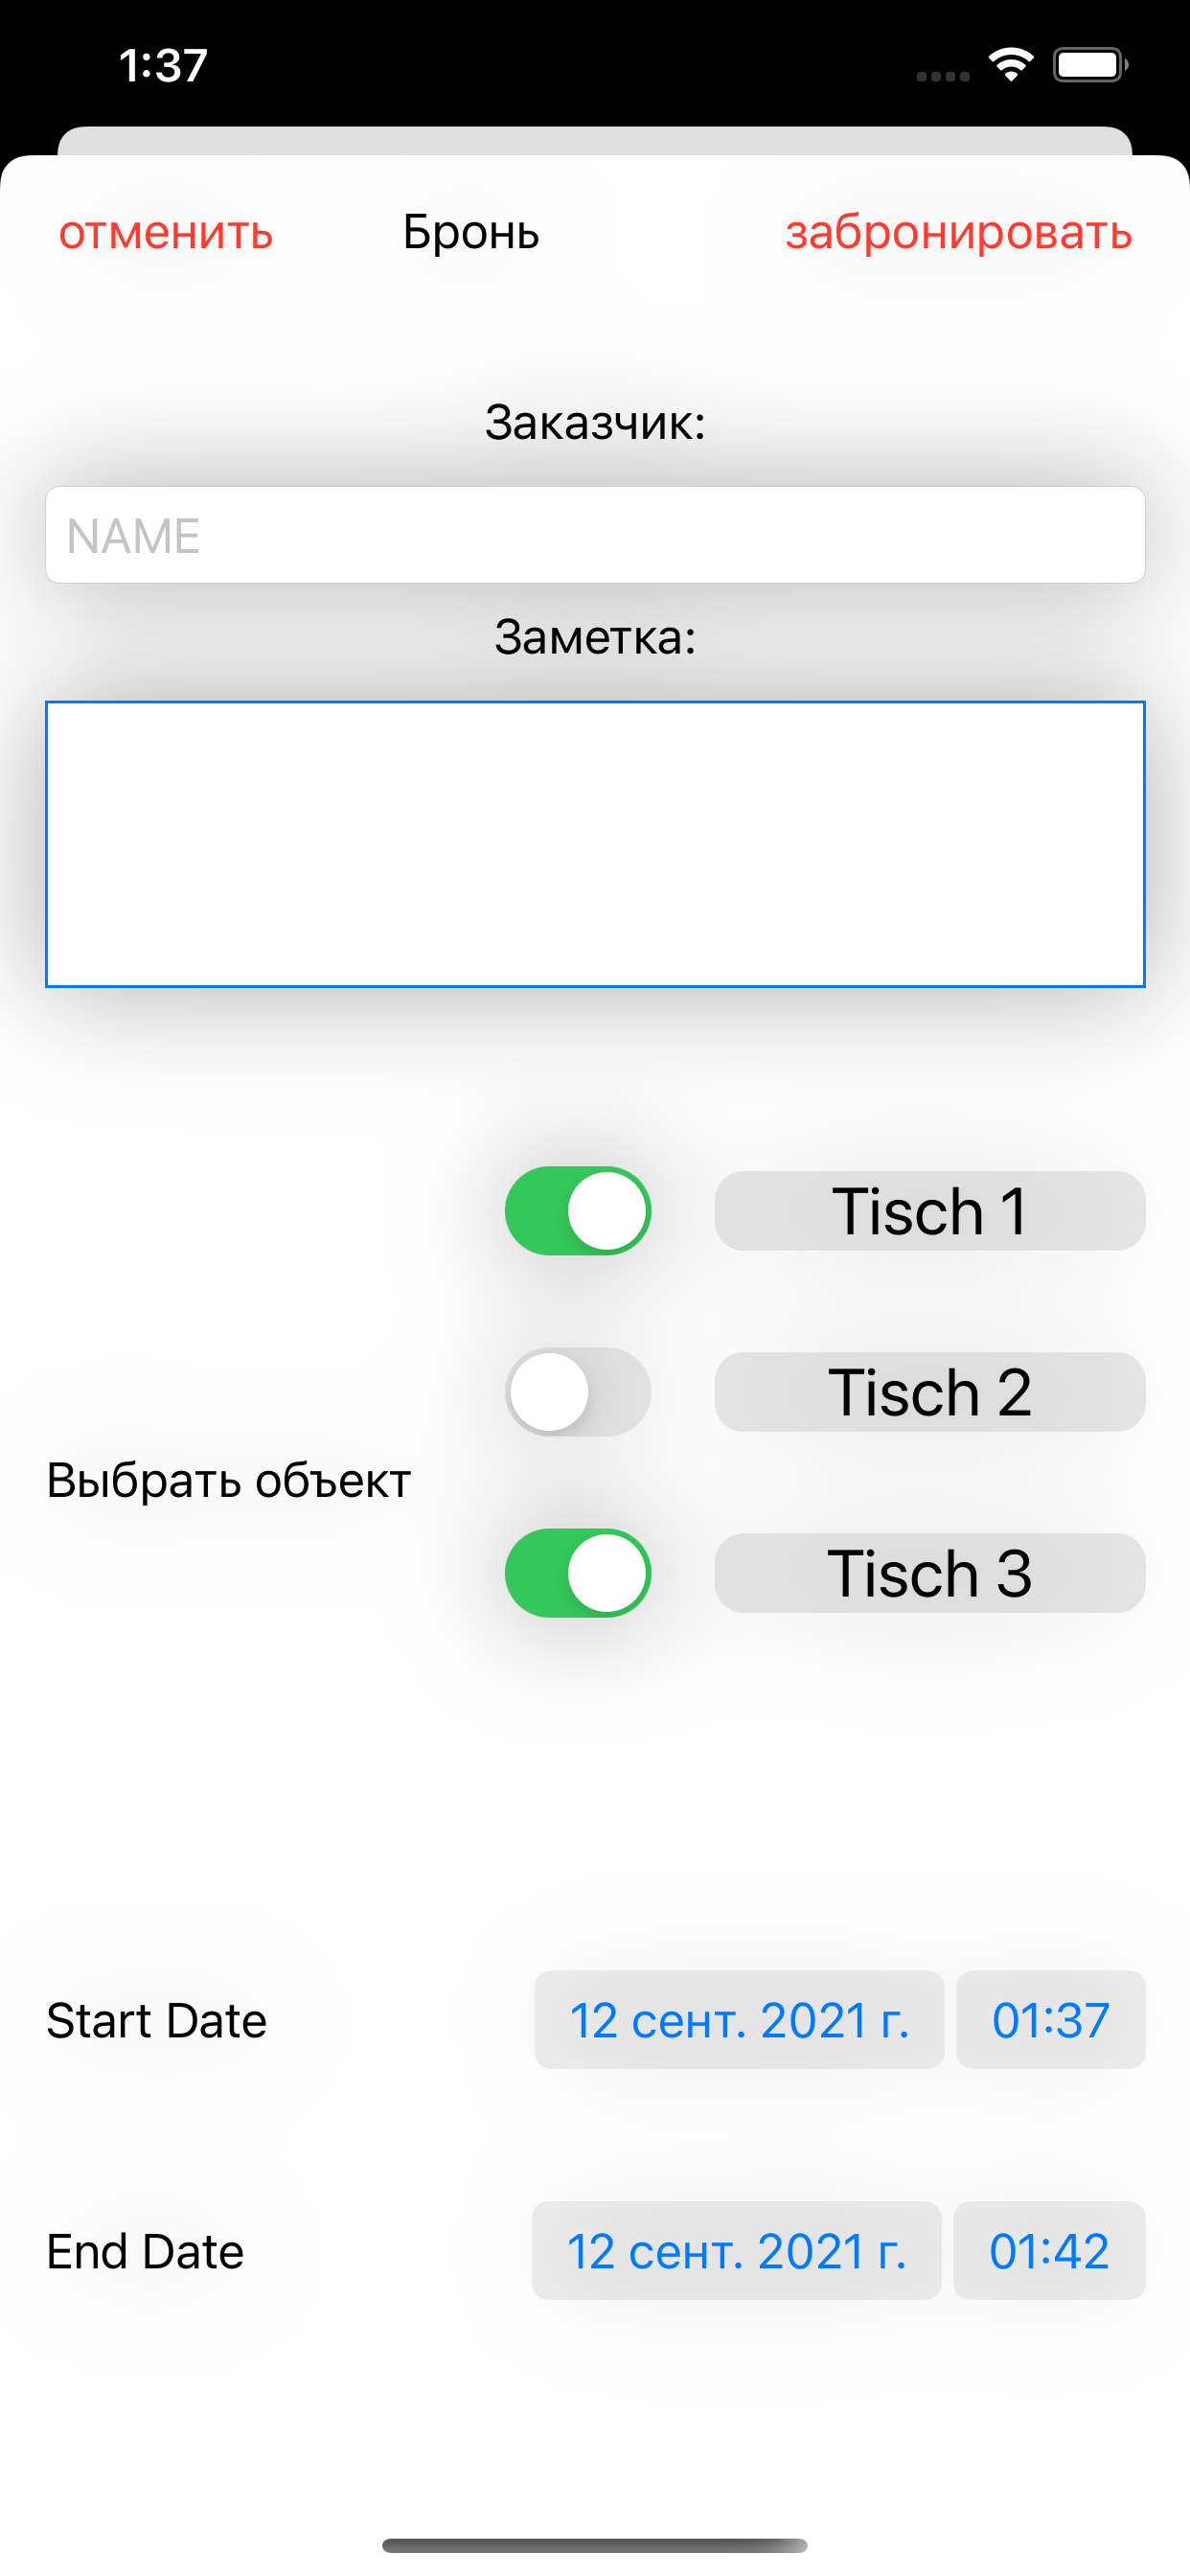 1:37
отменить Бронь забронировать
Заказчик:
NAME
Заметка:
Tisch 1
Tisch 2
Выбрать объект
Tisch 3
Start Date 12 сент. 2021 г. 01:37
End Date 12 сент. 2021 г. 01:42